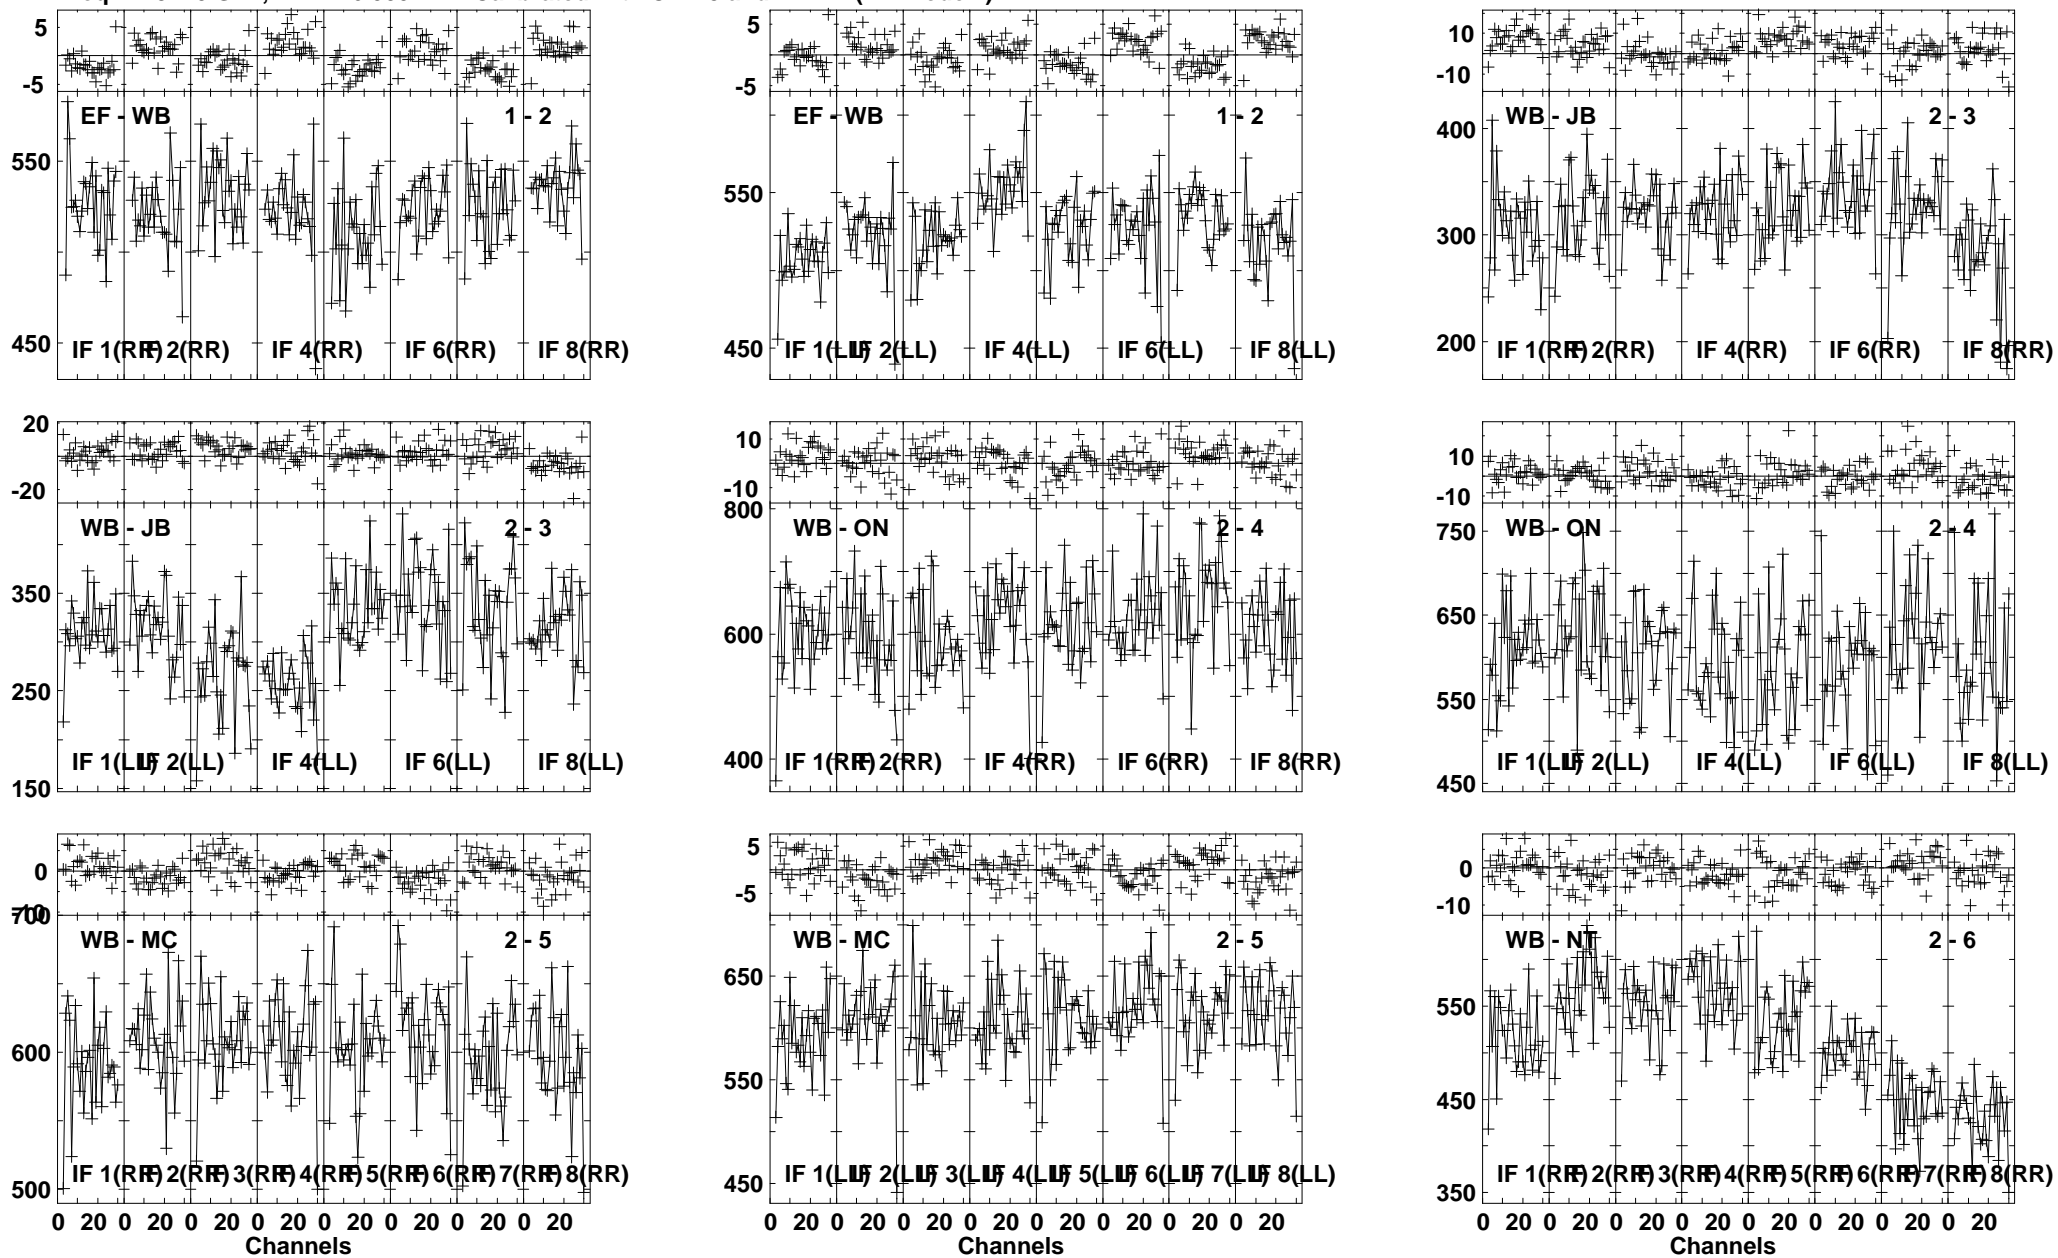 5
-5
EF - WB 1 - 2
550
450
IF 1(RR) IF 2(RR) IF 4(RR) IF 6(RR) IF 8(RR)
5
-5
EF - WB 1 - 2
550
450
IF 1(LL) IF 2(LL) IF 4(LL) IF 6(LL) IF 8(LL)
10
0
-10
WB - JB 2 - 3
400
300
200
IF 1(RR) IF 2(RR) IF 4(RR) IF 6(RR) IF 8(RR)
20
-20
WB - JB 2 - 3
350
250
150
IF 1(LL) IF 2(LL) IF 4(LL) IF 6(LL) IF 8(LL)
10
0
-10
800
WB - ON 2 - 4
600
400
IF 1(RR) IF 2(RR) IF 4(RR) IF 6(RR) IF 8(RR)
10
0
-10
WB - ON 2 - 4
750
650
550
450
IF 1(LL) IF 2(LL) IF 4(LL) IF 6(LL) IF 8(LL)
0
-10
700
WB - MC 2 - 5
600
500
IF 1(RR) IF 2(RR) IF 3(RR) IF 4(RR) IF 5(RR) IF 6(RR) IF 7(RR) IF 8(RR)
0 20 0 20 0 20 0 20 0 20 0 20 0 20 0 20
Channels
5
-5
WB - MC 2 - 5
650
550
450
IF 1(LL) IF 2(LL) IF 3(LL) IF 4(LL) IF 5(LL) IF 6(LL) IF 7(LL) IF 8(LL)
0 20 0 20 0 20 0 20 0 20 0 20 0 20 0 20
Channels
0
-10
WB - NT 2 - 6
550
450
350
IF 1(RR) IF 2(RR) IF 3(RR) IF 4(RR) IF 5(RR) IF 6(RR) IF 7(RR) IF 8(RR)
0 20 0 20 0 20 0 20 0 20 0 20 0 20 0 20
Channels